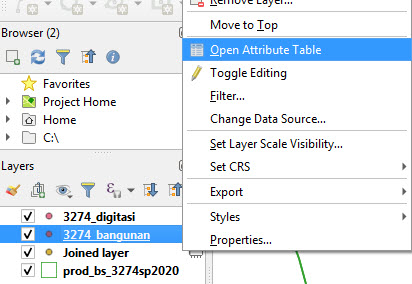 Remove Layer...
Move to Top
Browser (2)
Open Attribute Table
Toggle Editing
Favorites
Filter...
Project Home
Change Data Source...
Home
C:\
Set Layer Scale Visibility...
Layers
Set CRS
Export
3274_digitasi
Styles
3274_bangunan
Properties...
Joined layer
prod_bs_3274sp2020